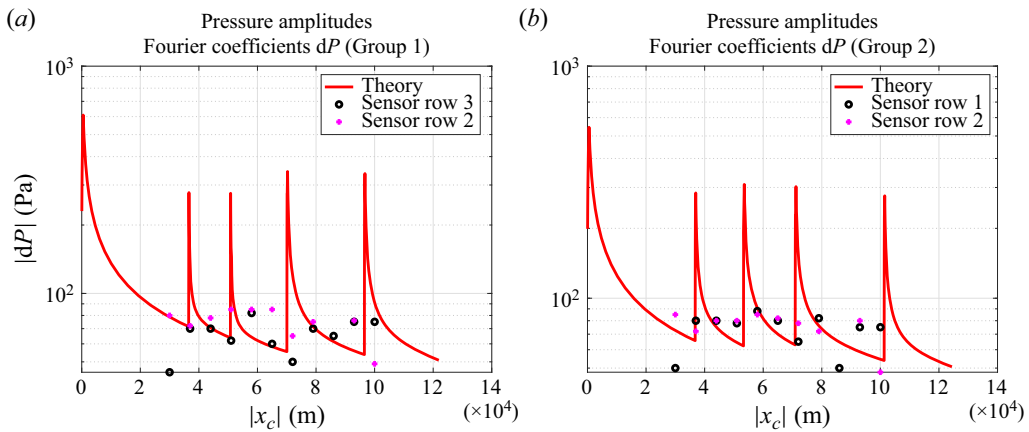 (a)
Pressure amplitudes
Fourier coefficients dP (Group 1)
10³
Theory
Sensor row 3
Sensor row 2
|dP| (Pa)
10²
0 2 4 6 8 10 12 14
|x_c| (m)
(×10⁴)
(b)
Pressure amplitudes
Fourier coefficients dP (Group 2)
10³
Theory
Sensor row 1
Sensor row 2
10²
0 2 4 6 8 10 12 14
|x_c| (m)
(×10⁴)